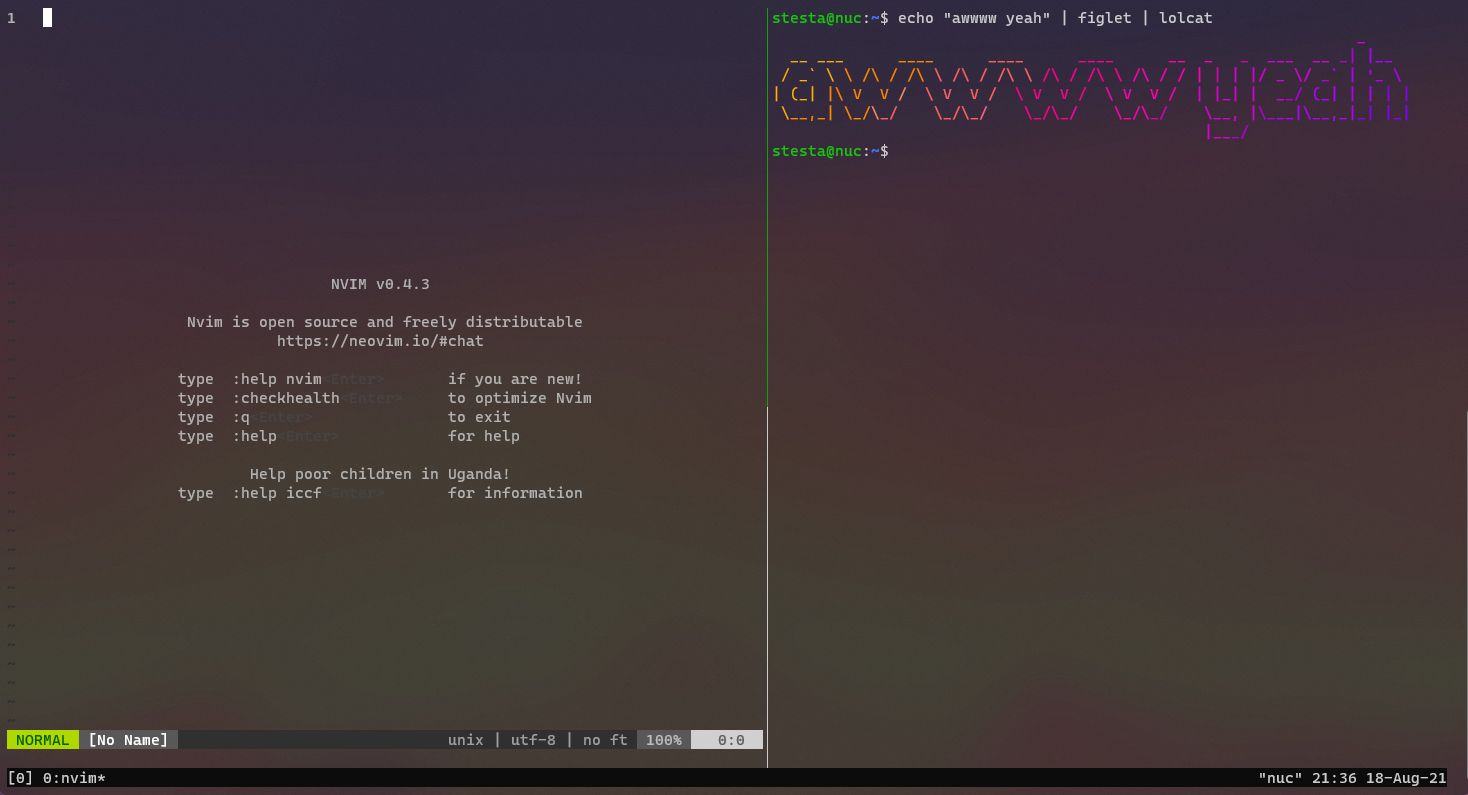 1
NVIM v0.4.3
Nvim is open source and freely distributable
https://neovim.io/#chat
type  :help nvim<Enter>       if you are new!
type  :checkhealth<Enter>     to optimize Nvim
type  :q<Enter>               to exit
type  :help<Enter>            for help
Help poor children in Uganda!
type  :help iccf<Enter>       for information
NORMAL  [No Name]  unix | utf-8 | no ft  100%  0:0
stesta@nuc:~$ echo "awwww yeah" | figlet | lolcat
awwww yeah
stesta@nuc:~$
[0] 0:nvim*  "nuc" 21:36 18-Aug-21